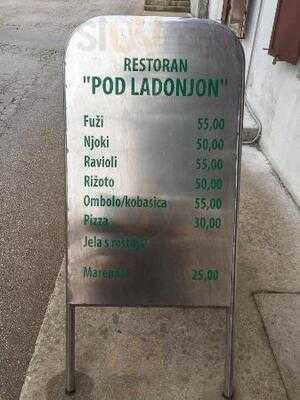 RESTORAN
"POD LADONJON"
Fuži 55,00
Njoki 50,00
Ravioli 55,00
Rižoto 50,00
Ombolo/kobasica 55,00
Pizza 30,00
Jela s
25,00